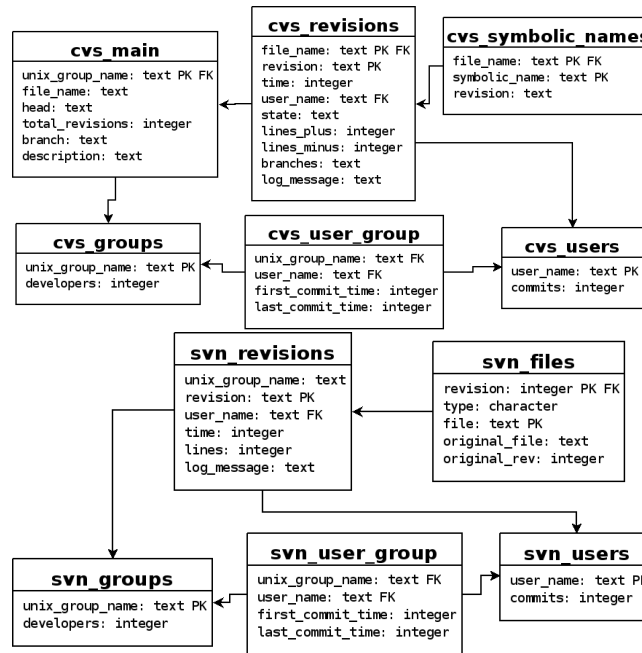 cvs_main
unix_group_name: text PK FK
file_name: text
head: text
total_revisions: integer
branch: text
description: text
cvs_revisions
file_name: text PK FK
revision: text PK
time: integer
user_name: text FK
state: text
lines_plus: integer
lines_minus: integer
branches: text
log_message: text
cvs_symbolic_names
file_name: text PK FK
symbolic_name: text PK
revision: text
cvs_groups
unix_group_name: text PK
developers: integer
cvs_user_group
unix_group_name: text FK
user_name: text FK
first_commit_time: integer
last_commit_time: integer
cvs_users
user_name: text PK
commits: integer
svn_revisions
unix_group_name: text
revision: text PK
user_name: text FK
time: integer
lines: integer
log_message: text
svn_files
revision: integer PK FK
type: character
file: text PK
original_file: text
original_rev: integer
svn_groups
unix_group_name: text PK
developers: integer
svn_user_group
unix_group_name: text FK
user_name: text FK
first_commit_time: integer
last_commit_time: integer
svn_users
user_name: text PK
commits: integer